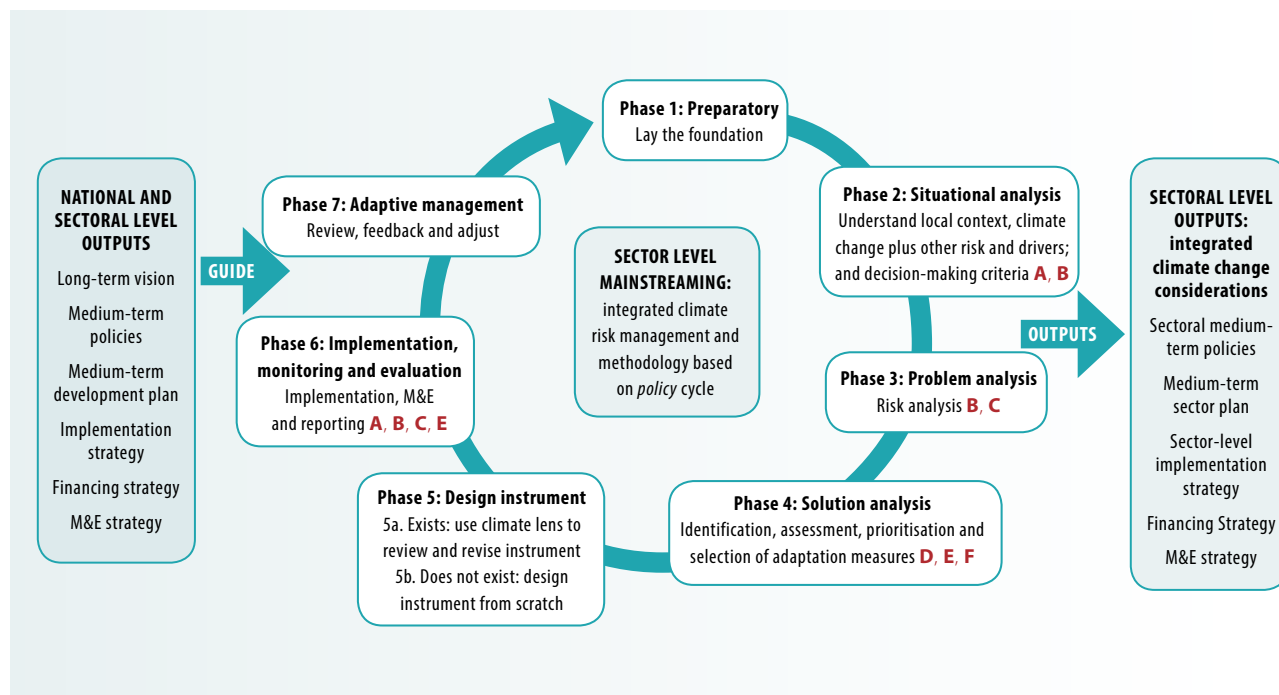 NATIONAL AND
SECTORAL LEVEL
OUTPUTS
Long-term vision
Medium-term
policies
Medium-term
development plan
Implementation
strategy
Financing strategy
M&E strategy
GUIDE
Phase 1: Preparatory
Lay the foundation
Phase 2: Situational analysis
Understand local context, climate
change plus other risk and drivers;
and decision-making criteria A, B
Phase 3: Problem analysis
Risk analysis B, C
Phase 4: Solution analysis
Identification, assessment, prioritisation and
selection of adaptation measures D, E, F
Phase 5: Design instrument
5a. Exists: use climate lens to
review and revise instrument
5b. Does not exist: design
instrument from scratch
Phase 6: Implementation,
monitoring and evaluation
Implementation, M&E
and reporting A, B, C, E
Phase 7: Adaptive management
Review, feedback and adjust
SECTOR LEVEL
MAINSTREAMING:
integrated climate
risk management and
methodology based
on policy cycle
OUTPUTS
SECTORAL LEVEL
OUTPUTS:
integrated
climate change
considerations
Sectoral medium-
term policies
Medium-term
sector plan
Sector-level
implementation
strategy
Financing Strategy
M&E strategy